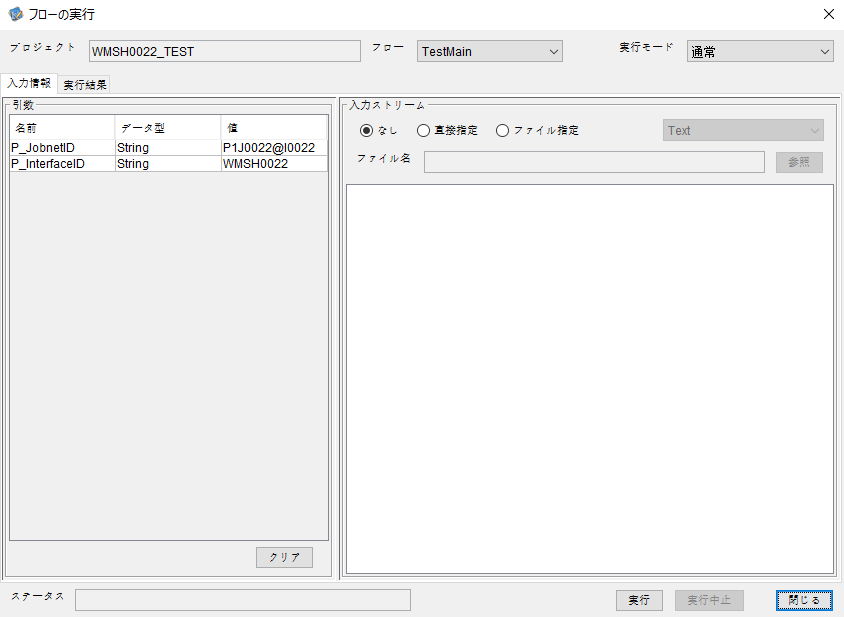 フローの実行
プロジェクト WMSH0022_TEST フロー TestMain 実行モード 通常
入力情報 実行結果
引数
名前 データ型 値
P_JobnetID String P1J0022@I0022
P_InterfaceID String WMSH0022
クリア
入力ストリーム
なし 直接指定 ファイル指定 Text
ファイル名 参照
ステータス 実行 実行中止 閉じる